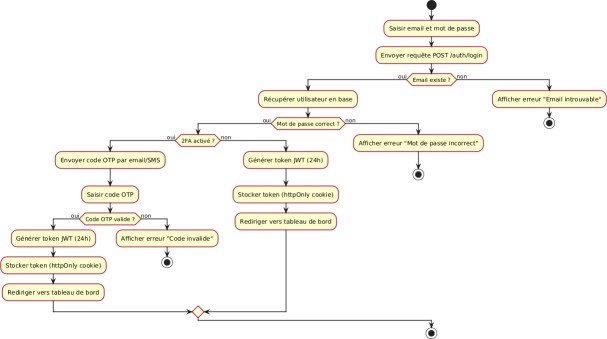 Saisir email et mot de passe
Envoyer requête POST /auth/login
oui
Email existe ?
non
Récupérer utilisateur en base
Afficher erreur "Email introuvable"
oui
Mot de passe correct ?
non
oui
2FA activé ?
non
Afficher erreur "Mot de passe incorrect"
Envoyer code OTP par email/SMS
Générer token JWT (24h)
Saisir code OTP
Stocker token (httpOnly cookie)
oui
Code OTP valide ?
non
Rediriger vers tableau de bord
Générer token JWT (24h)
Afficher erreur "Code invalide"
Stocker token (httpOnly cookie)
Rediriger vers tableau de bord